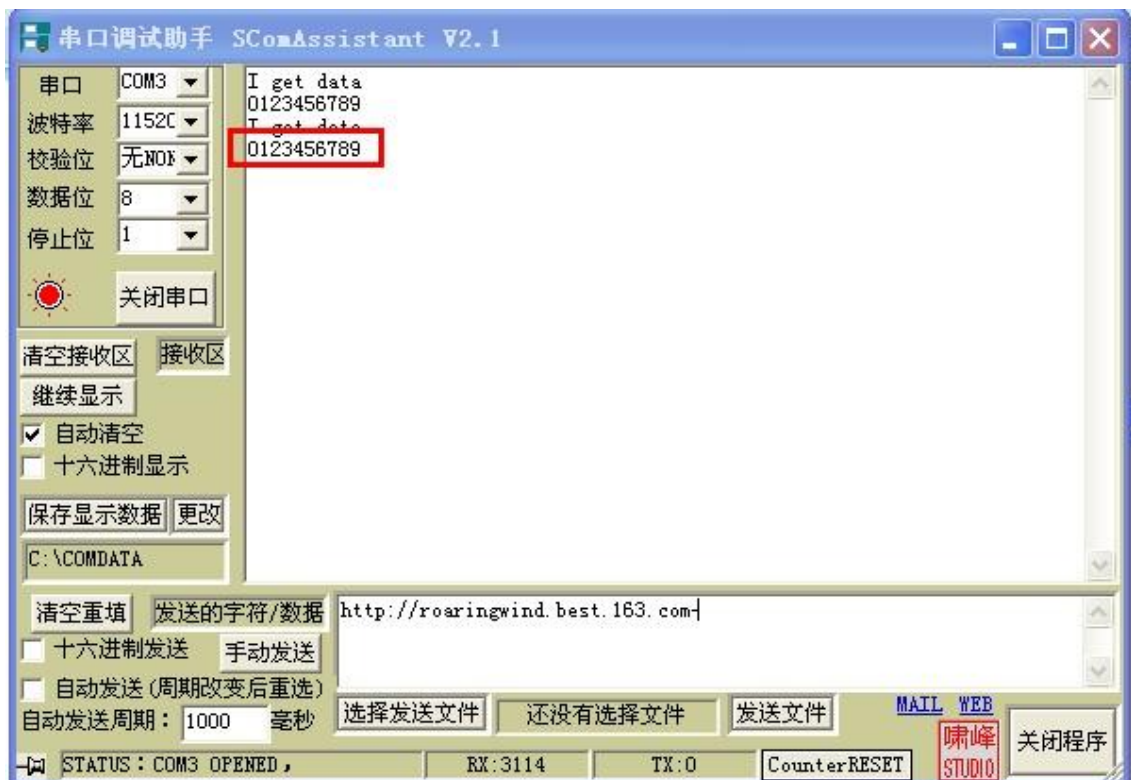 串口调试助手 SComAssistant V2.1
串口 COM3
波特率 11520
校验位 无NON
数据位 8
停止位 1
关闭串口
清空接收区 接收区
继续显示
自动清空
十六进制显示
保存显示数据 更改
C:\COMDATA
I get data
0123456789
I get data
0123456789
清空重填 发送的字符/数据
http://roaringwind.best.163.com
十六进制发送 手动发送
自动发送(周期改变后重选)
自动发送周期: 1000 毫秒
选择发送文件 还没有选择文件 发送文件
MAIL WEB
啸峰
STUDIO
关闭程序
STATUS:COM3 OPENED, RX:3114 TX:0 CounterRESET